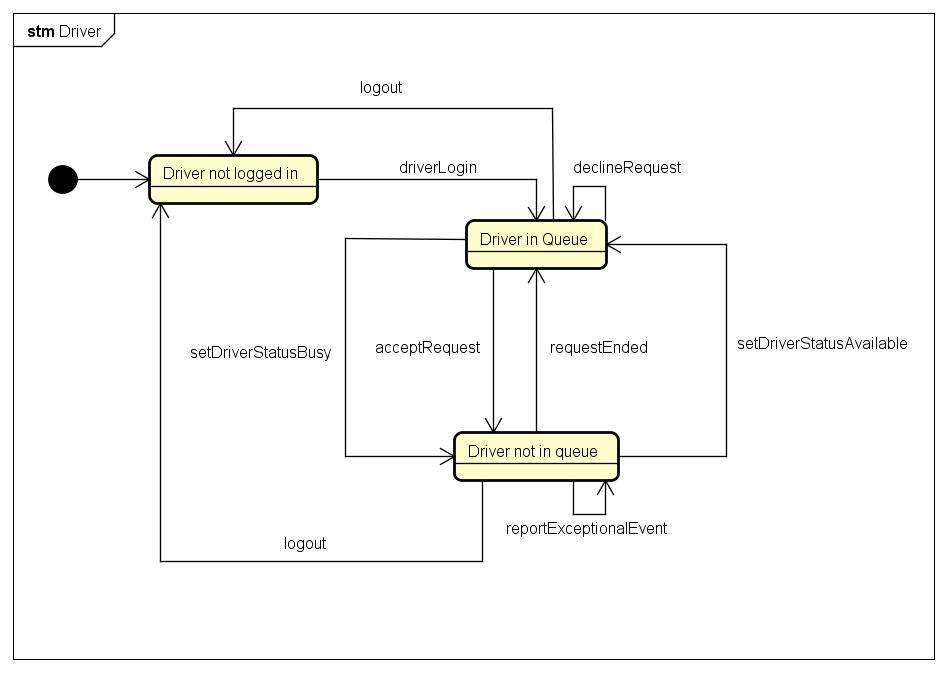 stm Driver
logout
Driver not logged in
driverLogin
declineRequest
Driver in Queue
setDriverStatusBusy
acceptRequest
requestEnded
setDriverStatusAvailable
Driver not in queue
reportExceptionalEvent
logout